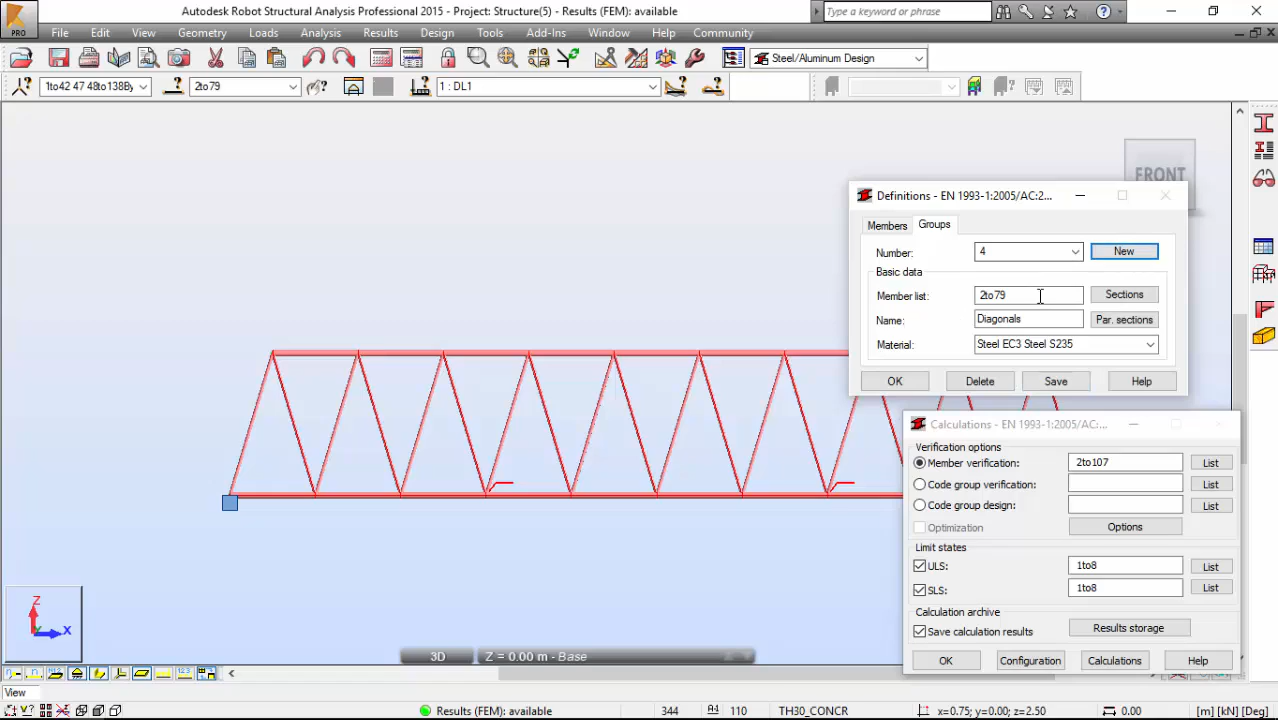 Autodesk Robot Structural Analysis Professional 2015 - Project: Structure(5) - Results (FEM): available
Type a keyword or phrase
PRO
File Edit View Geometry Loads Analysis Results Design Tools Add-Ins Window Help Community
Steel/Aluminum Design
1to42 47 48to138By 2to79 1 : DL1
FRONT
Definitions - EN 1993-1:2005/AC:2...
Members Groups
Number: 4 New
Basic data
Member list: 2to79 Sections
Name: Diagonals Par. sections
Material: Steel EC3 Steel S235
OK Delete Save Help
Calculations - EN 1993-1:2005/AC:...
Verification options
Member verification: 2to107 List
Code group verification: List
Code group design: List
Optimization Options
Limit states
ULS: 1to8 List
SLS: 1to8 List
Calculation archive
Save calculation results Results storage
OK Configuration Calculations Help
Z
Y X
3D Z = 0.00 m - Base
View
Results (FEM): available 344 110 TH30_CONCR x=0.75; y=0.00; z=2.50 0.00 [m] [kN] [Deg]